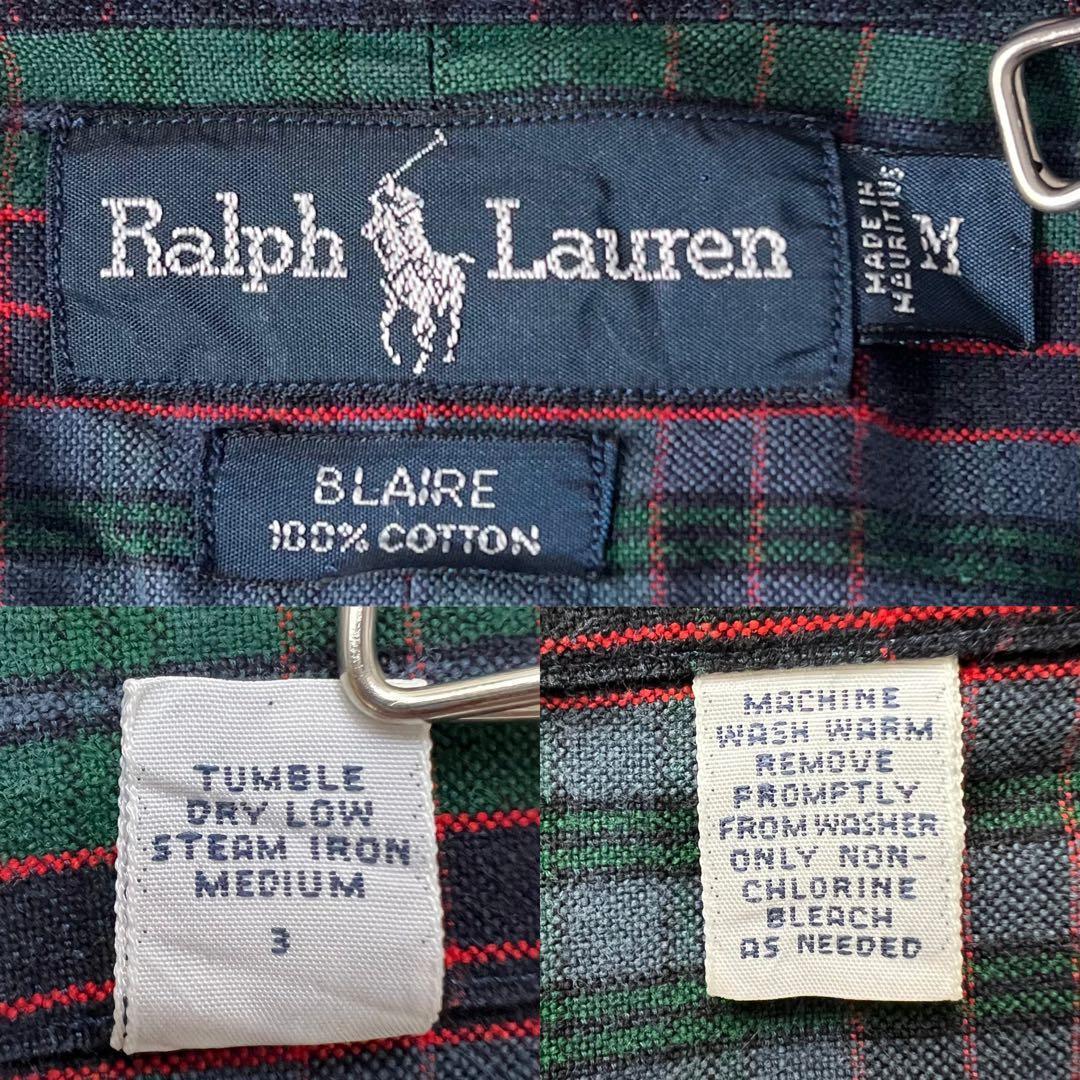 Ralph Lauren
MADE IN
MAURITIUS
M
BLAIRE
100% COTTON
TUMBLE
DRY LOW
STEAM IRON
MEDIUM
3
MACHINE
WASH WARM
REMOVE
PROMPTLY
FROM WASHER
ONLY NON-
CHLORINE
BLEACH
AS NEEDED